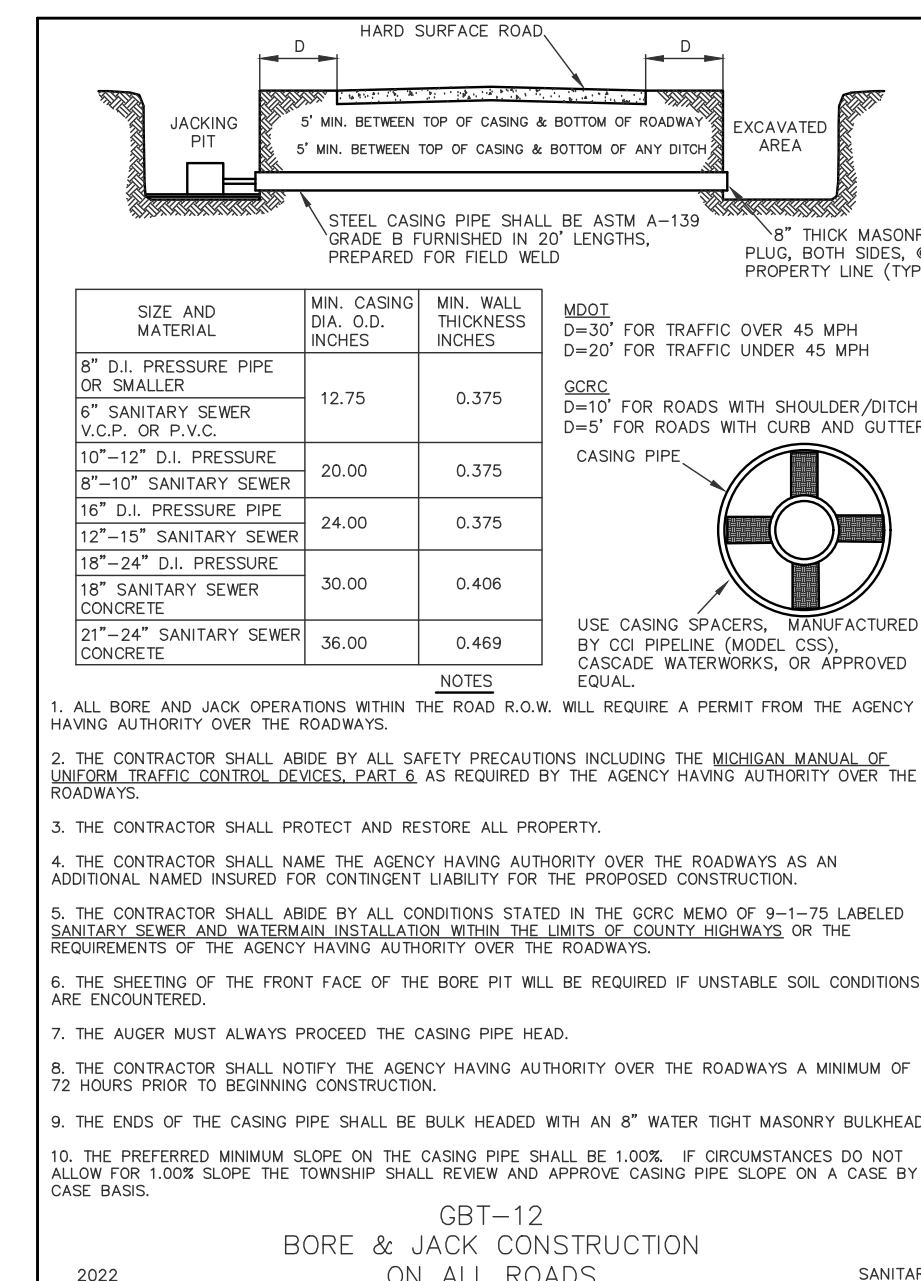 HARD SURFACE ROAD
D
D
JACKING
PIT
5' MIN. BETWEEN TOP OF CASING & BOTTOM OF ROADWAY
5' MIN. BETWEEN TOP OF CASING & BOTTOM OF ANY DITCH
EXCAVATED
AREA
STEEL CASING PIPE SHALL BE ASTM A-139
GRADE B FURNISHED IN 20' LENGTHS,
PREPARED FOR FIELD WELD
8" THICK
PLUG, BOTH SIDES,
PROPERTY LINE
SIZE AND
MATERIAL
MIN. CASING
DIA. O.D.
INCHES
MIN. WALL
THICKNESS
INCHES
8" D.I. PRESSURE PIPE
OR SMALLER
6" SANITARY SEWER
V.C.P. OR P.V.C.
12.75
0.375
10"-12" D.I. PRESSURE
8"-10" SANITARY SEWER
20.00
0.375
16" D.I. PRESSURE PIPE
12"-15" SANITARY SEWER
24.00
0.375
18"-24" D.I. PRESSURE
18" SANITARY SEWER
CONCRETE
30.00
0.406
21"-24" SANITARY SEWER
CONCRETE
36.00
0.469
MDOT
D=30' FOR TRAFFIC OVER 45 MPH
D=20' FOR TRAFFIC UNDER 45 MPH
GCRC
D=10' FOR ROADS WITH SHOULDER/DITCH
D=5' FOR ROADS WITH CURB AND GUTTER
CASING PIPE
USE CASING SPACERS, MANUFACTURED
BY CCI PIPELINE (MODEL CSS),
CASCADE WATERWORKS, OR APPROVED
EQUAL.
NOTES
1. ALL BORE AND JACK OPERATIONS WITHIN THE ROAD R.O.W. WILL REQUIRE A PERMIT FROM THE AGENCY
HAVING AUTHORITY OVER THE ROADWAYS.
2. THE CONTRACTOR SHALL ABIDE BY ALL SAFETY PRECAUTIONS INCLUDING THE MICHIGAN MANUAL OF
UNIFORM TRAFFIC CONTROL DEVICES, PART 6 AS REQUIRED BY THE AGENCY HAVING AUTHORITY OVER THE
ROADWAYS.
3. THE CONTRACTOR SHALL PROTECT AND RESTORE ALL PROPERTY.
4. THE CONTRACTOR SHALL NAME THE AGENCY HAVING AUTHORITY OVER THE ROADWAYS AS AN
ADDITIONAL NAMED INSURED FOR CONTINGENT LIABILITY FOR THE PROPOSED CONSTRUCTION.
5. THE CONTRACTOR SHALL ABIDE BY ALL CONDITIONS STATED IN THE GCRC MEMO OF 9-1-75 LABELED
SANITARY SEWER AND WATERMAIN INSTALLATION WITHIN THE LIMITS OF COUNTY HIGHWAYS OR THE
REQUIREMENTS OF THE AGENCY HAVING AUTHORITY OVER THE ROADWAYS.
6. THE SHEETING OF THE FRONT FACE OF THE BORE PIT WILL BE REQUIRED IF UNSTABLE SOIL CONDITIONS
ARE ENCOUNTERED.
7. THE AUGER MUST ALWAYS PROCEED THE CASING PIPE HEAD.
8. THE CONTRACTOR SHALL NOTIFY THE AGENCY HAVING AUTHORITY OVER THE ROADWAYS A MINIMUM OF
72 HOURS PRIOR TO BEGINNING CONSTRUCTION.
9. THE ENDS OF THE CASING PIPE SHALL BE BULK HEADED WITH AN 8" WATER TIGHT MASONRY BULKHEAD
10. THE PREFERRED MINIMUM SLOPE ON THE CASING PIPE SHALL BE 1.00%. IF CIRCUMSTANCES DO NOT
ALLOW FOR 1.00% SLOPE THE TOWNSHIP SHALL REVIEW AND APPROVE CASING PIPE SLOPE ON A CASE BY
CASE BASIS.
GBT-12
BORE & JACK CONSTRUCTION
ON ALL ROADS
2022